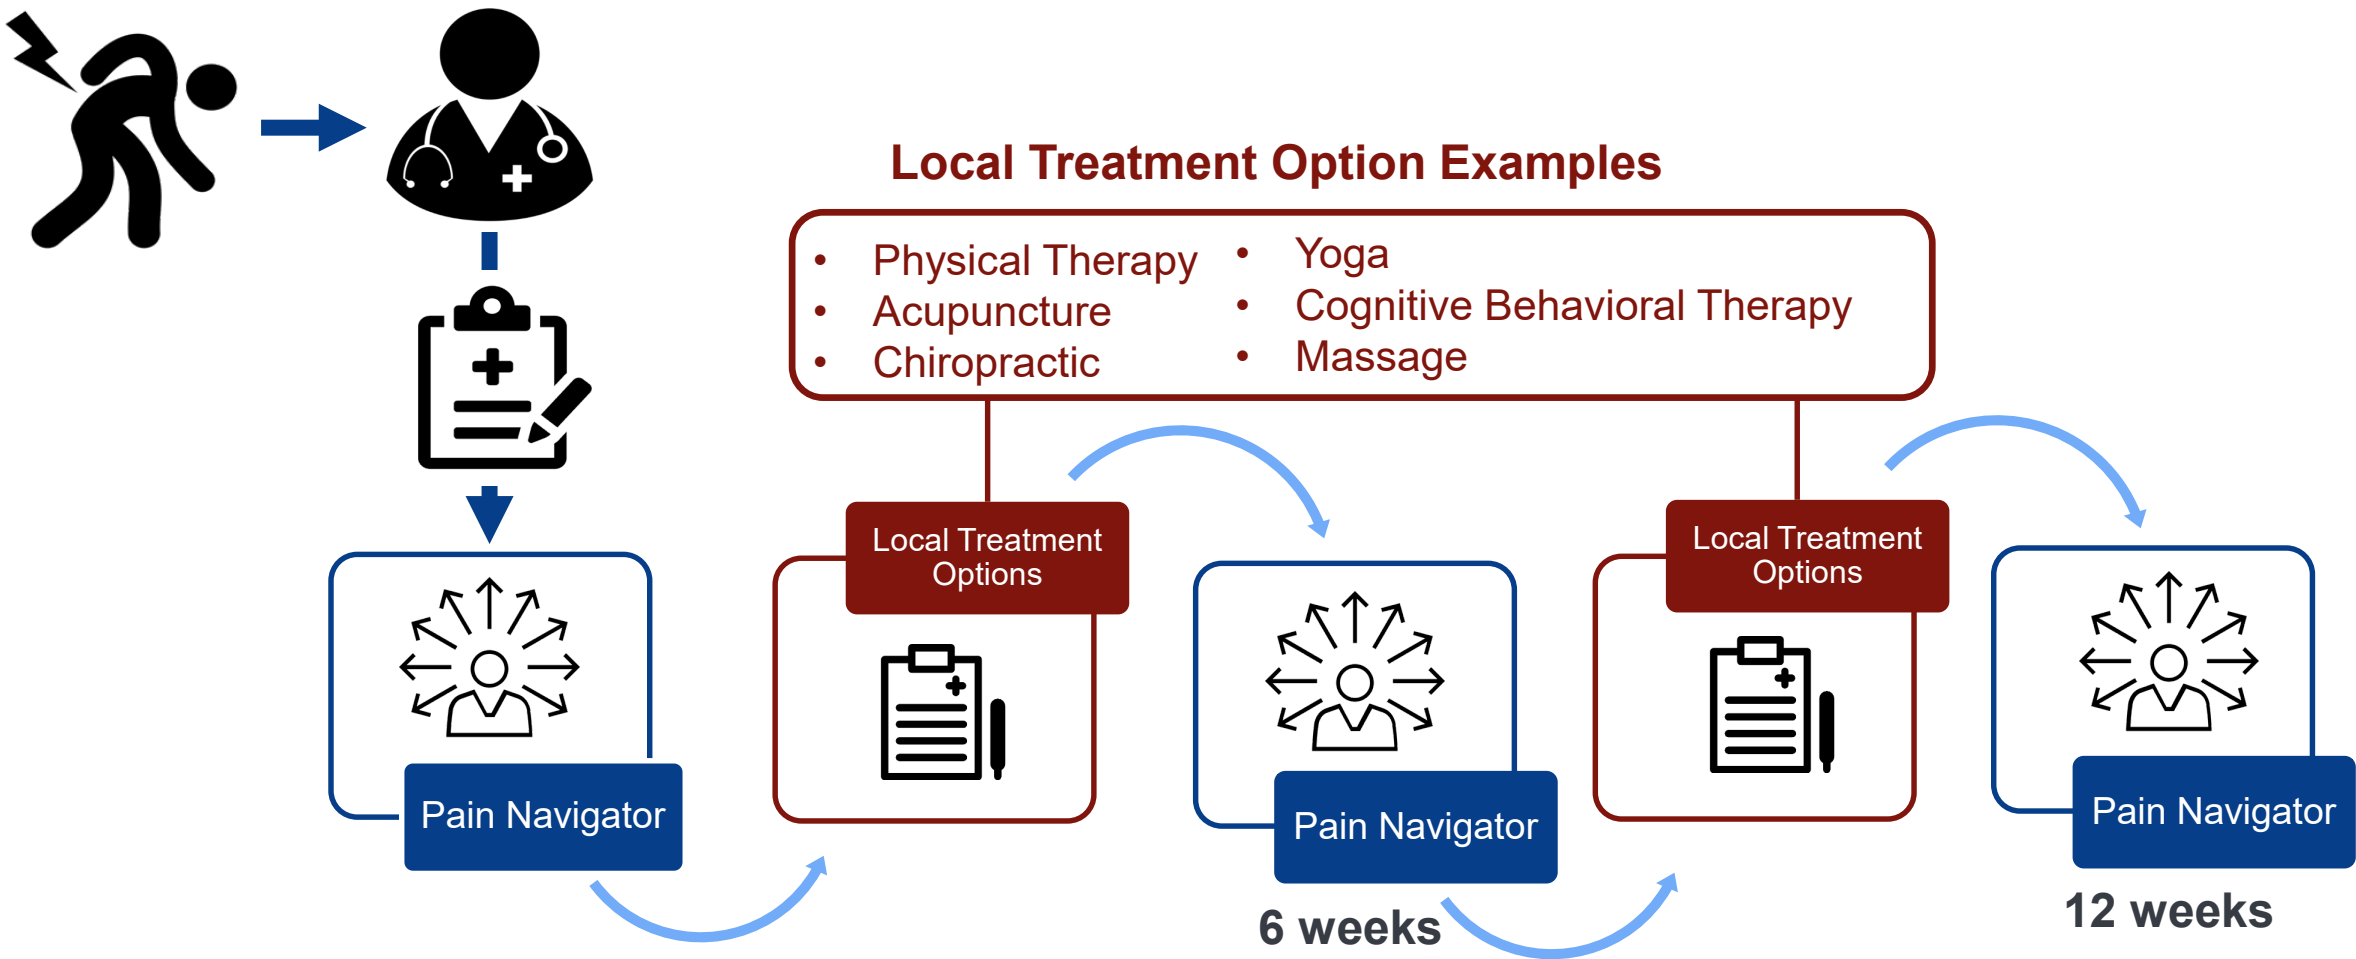 Local Treatment Option Examples
• Physical Therapy
• Acupuncture
• Chiropractic
• Yoga
• Cognitive Behavioral Therapy
• Massage
Pain Navigator
Local Treatment
Options
Pain Navigator
6 weeks
Local Treatment
Options
Pain Navigator
12 weeks